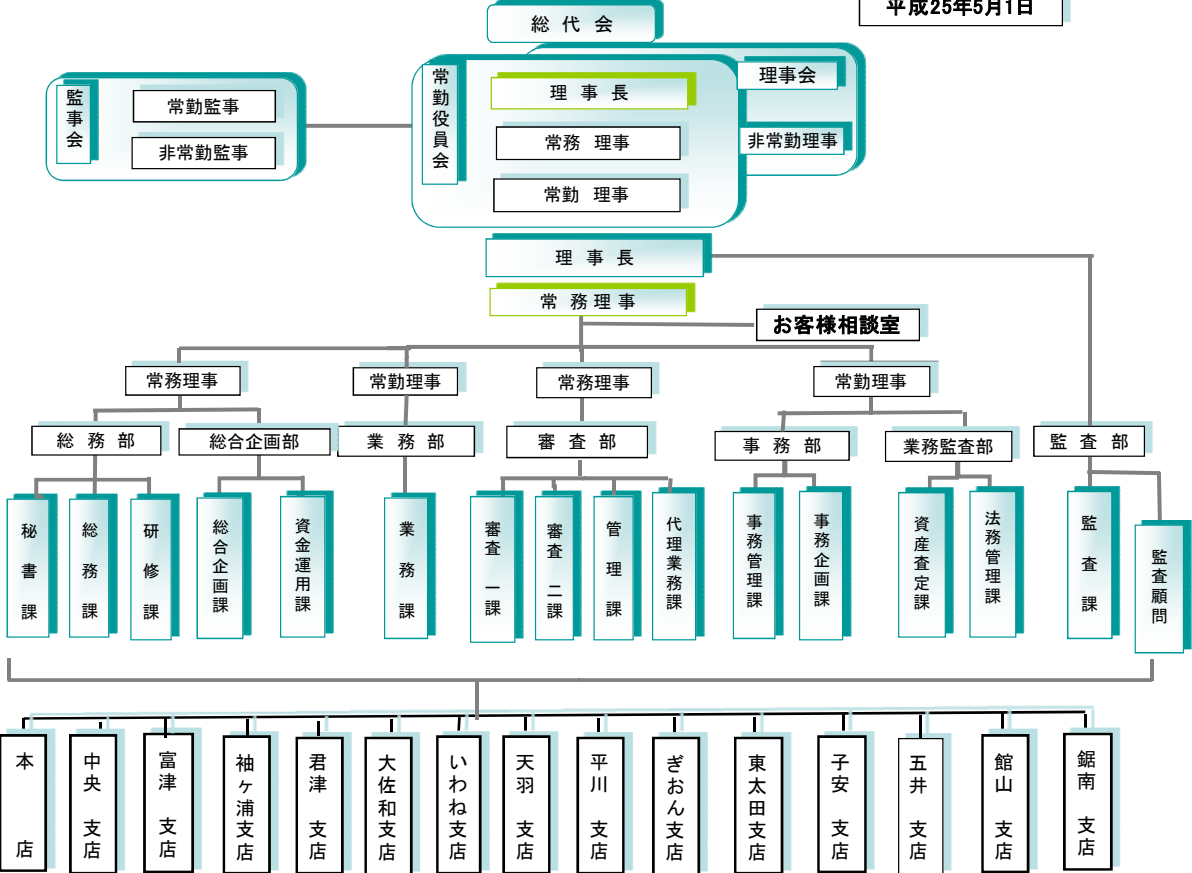 平成25年5月1日
総代会
常勤役員会
理事長
常務 理事
常勤 理事
理事会
非常勤理事
監事会
常勤監事
非常勤監事
理事長
常務理事
お客様相談室
常務理事
常勤理事
常務理事
常勤理事
総務部
総合企画部
業務部
審査部
事務部
業務監査部
監査部
秘書課
総務課
研修課
総合企画課
資金運用課
業務課
審査一課
審査二課
管理課
代理業務課
事務管理課
事務企画課
資産査定課
法務管理課
監査課
監査顧問
本店
中央 支店
富津 支店
袖ヶ浦支店
君津 支店
大佐和支店
いわね支店
天羽 支店
平川 支店
ぎおん支店
東太田支店
子安 支店
五井 支店
館山 支店
鋸南 支店